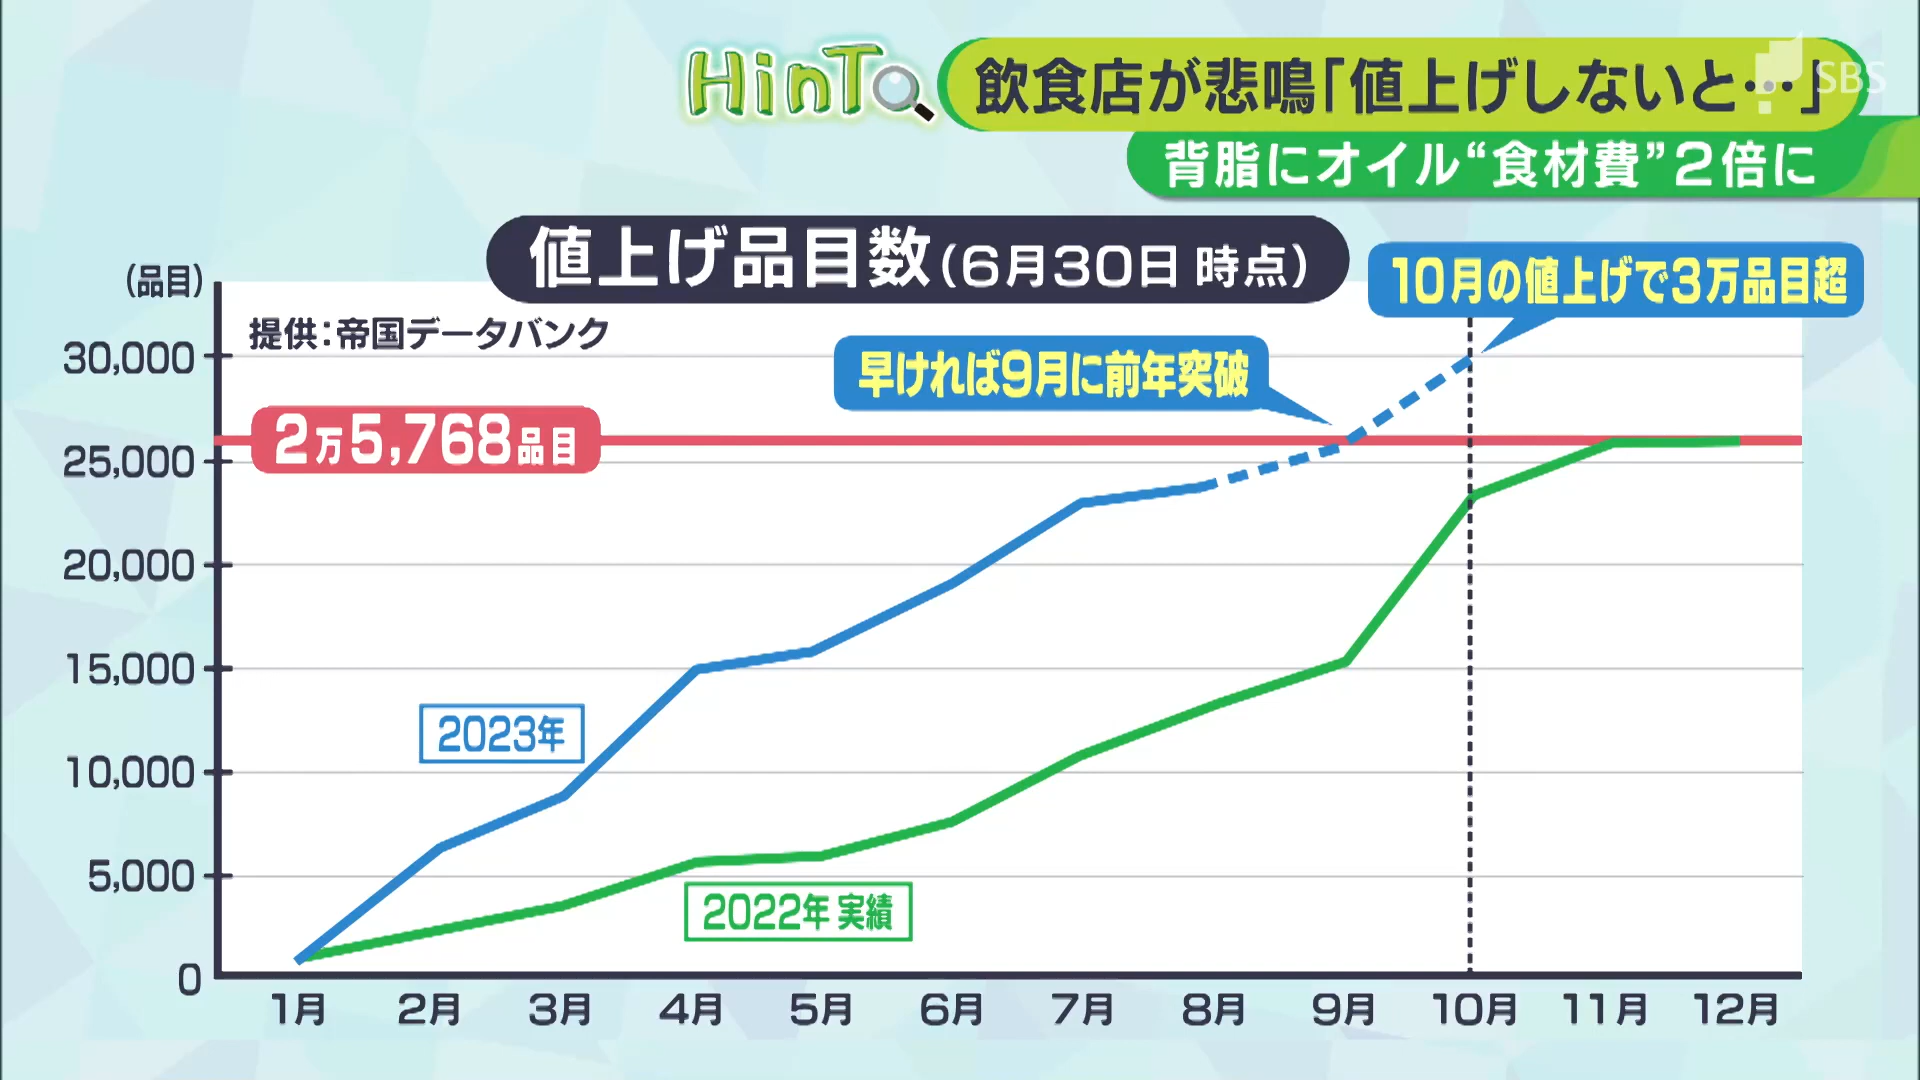 HinT
飲食店が悲鳴「値上げしないと…」
SBS
背脂にオイル“食材費”2倍に
値上げ品目数(6月30日 時点)
10月の値上げで3万品目超
(品目)
提供:帝国データバンク
早ければ9月に前年突破
30,000
2万5,768品目
25,000
20,000
15,000
2023年
10,000
5,000
2022年 実績
0
1月 2月 3月 4月 5月 6月 7月 8月 9月 10月 11月 12月